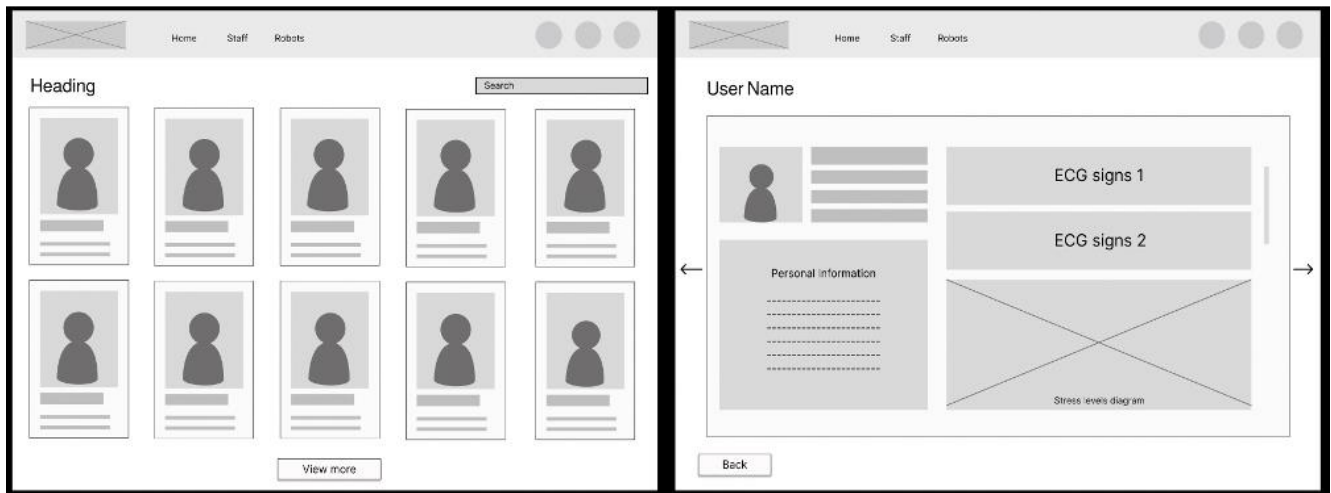 Home Staff Robots
Heading
Search
View more
Home Staff Robots
User Name
ECG signs 1
ECG signs 2
Personal Information
Stress levels diagram
Back